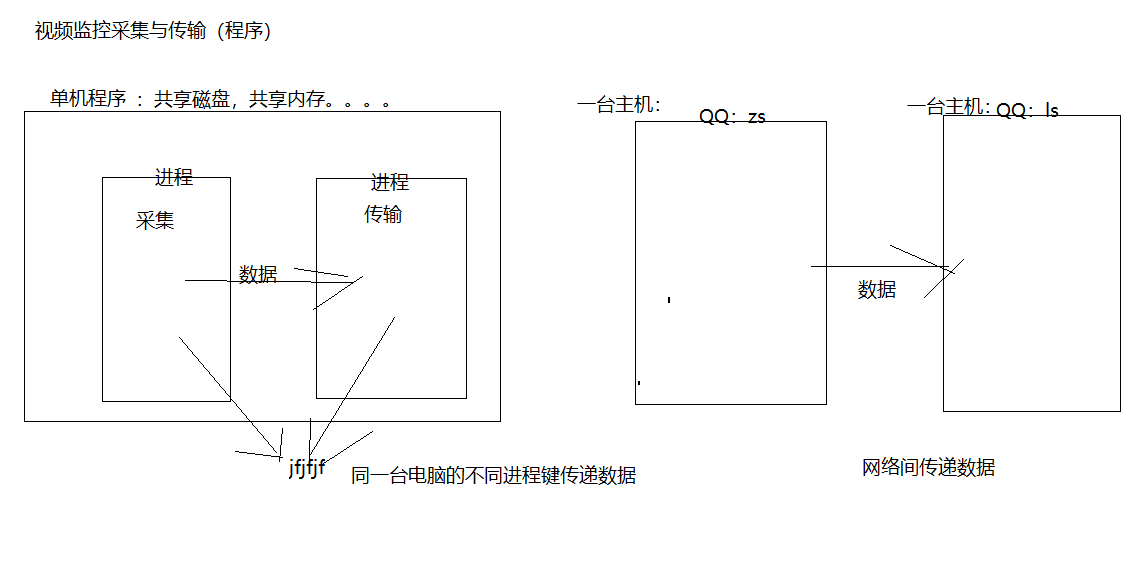 视频监控采集与传输（程序）
单机程序 ：共享磁盘，共享内存。。。。
进程
采集
进程
传输
数据
jfjfjf
同一台电脑的不同进程键传递数据
一台主机：
QQ：zs
一台主机：
QQ：ls
数据
网络间传递数据